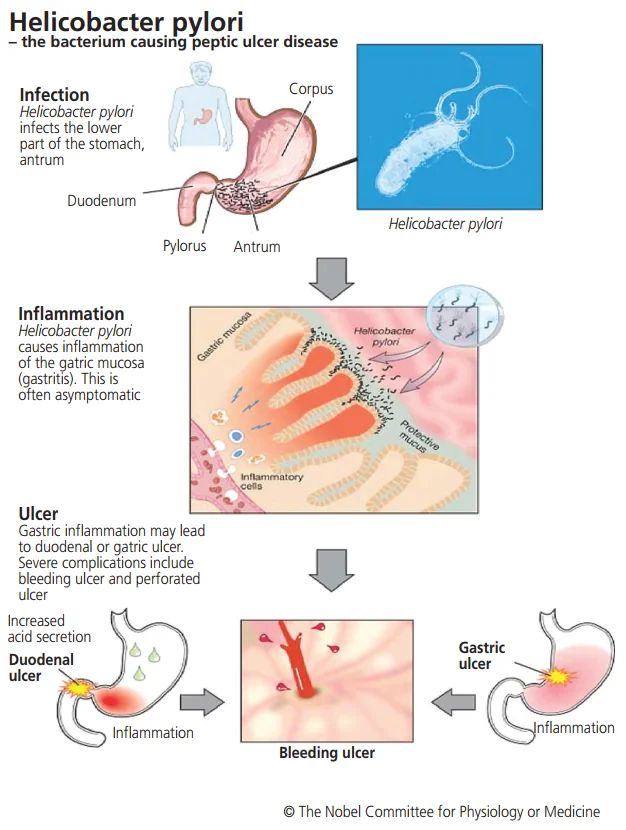 Helicobacter pylori
– the bacterium causing peptic ulcer disease
Infection
Helicobacter pylori
infects the lower
part of the stomach,
antrum
Corpus
Duodenum
Pylorus
Antrum
Helicobacter pylori
Inflammation
Helicobacter pylori
causes inflammation
of the gatric mucosa
(gastritis). This is
often asymptomatic
Gastric mucosa
Helicobacter
pylori
Protective
mucus
Inflammatory
cells
Ulcer
Gastric inflammation may lead
to duodenal or gatric ulcer.
Severe complications include
bleeding ulcer and perforated
ulcer
Increased
acid secretion
Duodenal
ulcer
Inflammation
Bleeding ulcer
Gastric
ulcer
Inflammation
© The Nobel Committee for Physiology or Medicine